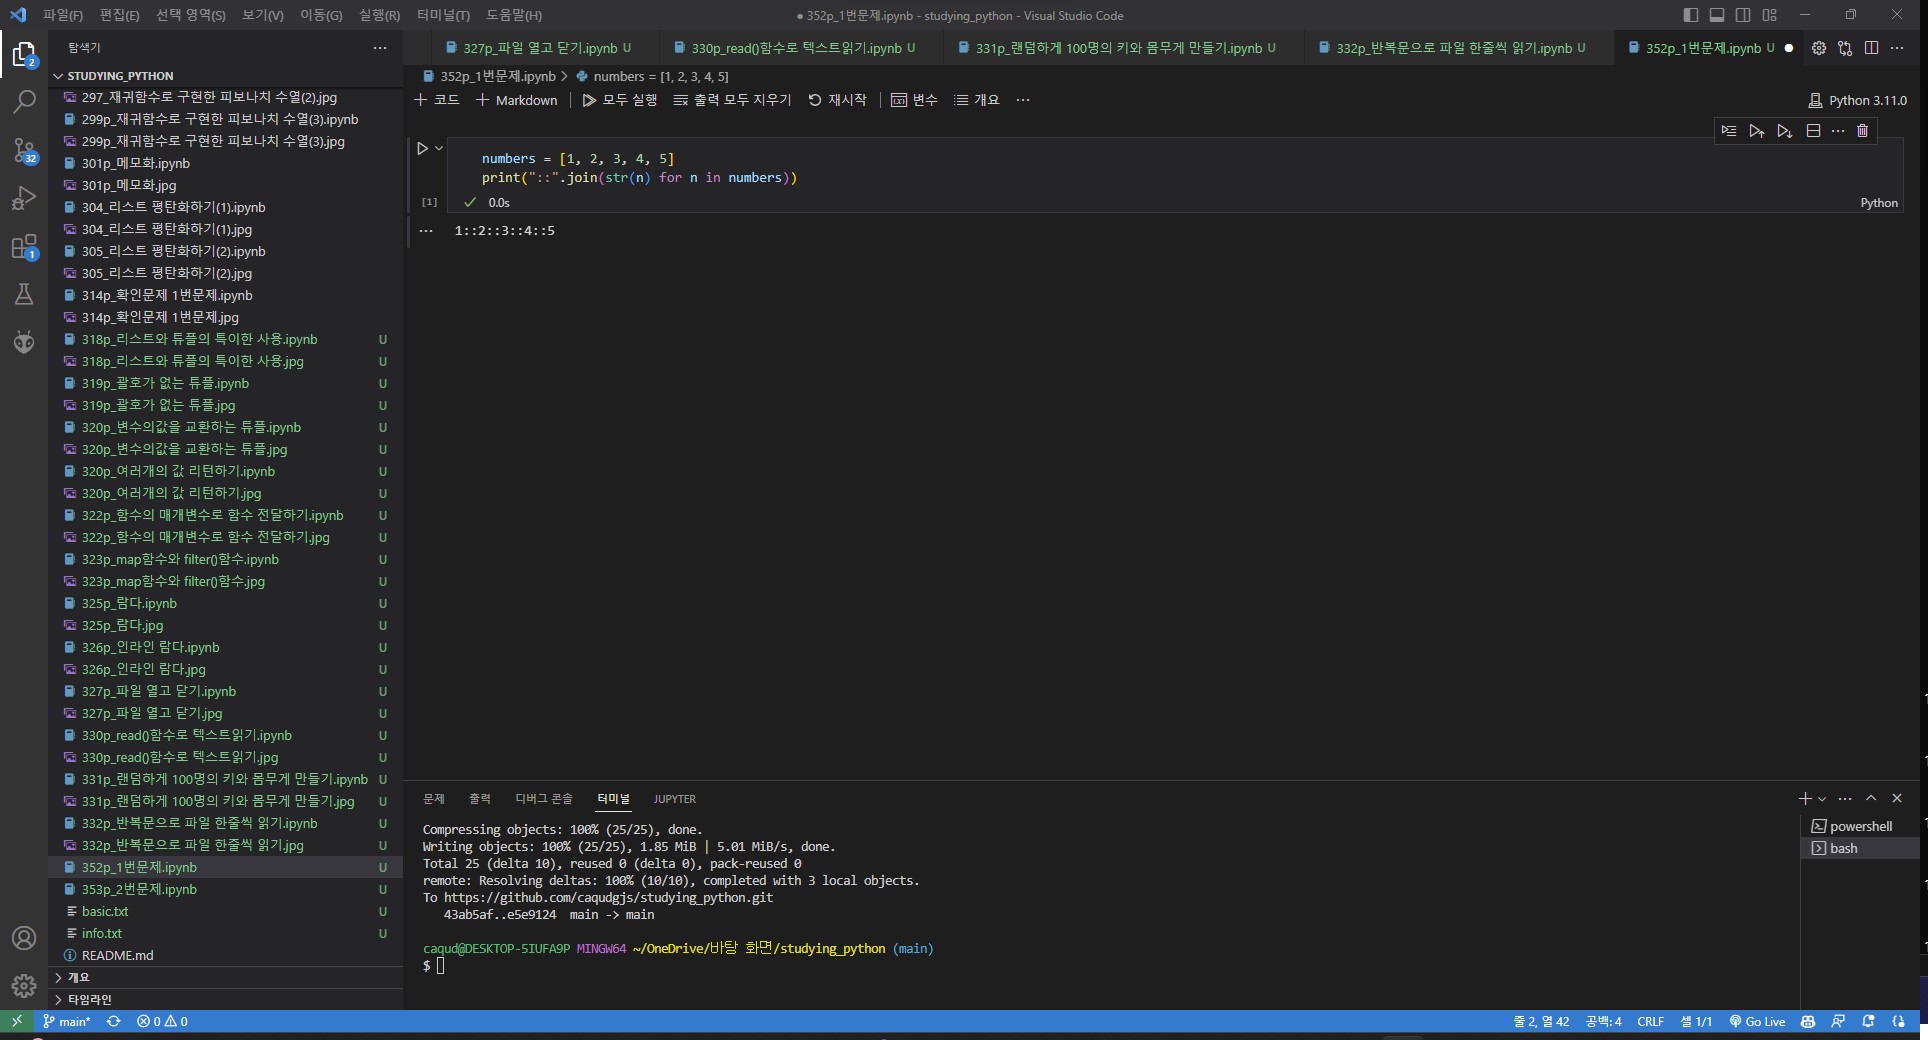 파일(F) 편집(E) 선택 영역(S) 보기(V) 이동(G) 실행(R) 터미널(T) 도움말(H)
● 352p_1번문제.ipynb - studying_python - Visual Studio Code
탐색기
327p_파일 열고 닫기.ipynb U
330p_read()함수로 텍스트읽기.ipynb U
331p_랜덤하게 100명의 키와 몸무게 만들기.ipynb U
332p_반복문으로 파일 한줄씩 읽기.ipynb U
352p_1번문제.ipynb U
STUDYING_PYTHON
297_재귀함수로 구현한 피보나치 수열(2).jpg
299p_재귀함수로 구현한 피보나치 수열(3).ipynb
299p_재귀함수로 구현한 피보나치 수열(3).jpg
301p_메모화.ipynb
301p_메모화.jpg
304_리스트 평탄화하기(1).ipynb
304_리스트 평탄화하기(1).jpg
305_리스트 평탄화하기(2).ipynb
305_리스트 평탄화하기(2).jpg
314p_확인문제 1번문제.ipynb
314p_확인문제 1번문제.jpg
318p_리스트와 튜플의 특이한 사용.ipynb U
318p_리스트와 튜플의 특이한 사용.jpg U
319p_괄호가 없는 튜플.ipynb U
319p_괄호가 없는 튜플.jpg U
320p_변수의값을 교환하는 튜플.ipynb U
320p_변수의값을 교환하는 튜플.jpg U
320p_여러개의 값 리턴하기.ipynb U
320p_여러개의 값 리턴하기.jpg U
322p_함수의 매개변수로 함수 전달하기.ipynb U
322p_함수의 매개변수로 함수 전달하기.jpg U
323p_map함수와 filter()함수.ipynb U
323p_map함수와 filter()함수.jpg U
325p_람다.ipynb U
325p_람다.jpg U
326p_인라인 람다.ipynb U
326p_인라인 람다.jpg U
327p_파일 열고 닫기.ipynb U
327p_파일 열고 닫기.jpg U
330p_read()함수로 텍스트읽기.ipynb U
330p_read()함수로 텍스트읽기.jpg U
331p_랜덤하게 100명의 키와 몸무게 만들기.ipynb U
331p_랜덤하게 100명의 키와 몸무게 만들기.jpg U
332p_반복문으로 파일 한줄씩 읽기.ipynb U
332p_반복문으로 파일 한줄씩 읽기.jpg U
352p_1번문제.ipynb U
353p_2번문제.ipynb U
basic.txt U
info.txt U
README.md
개요
타임라인
2
32
1
352p_1번문제.ipynb > numbers = [1, 2, 3, 4, 5]
코드 Markdown 모두 실행 출력 모두 지우기 재시작 변수 개요 ···
Python 3.11.0
numbers = [1, 2, 3, 4, 5]
print("::".join(str(n) for n in numbers))
[1] 0.0s
Python
1::2::3::4::5
문제 출력 디버그 콘솔 터미널 JUPYTER
powershell
bash
Compressing objects: 100% (25/25), done.
Writing objects: 100% (25/25), 1.85 MiB | 5.01 MiB/s, done.
Total 25 (delta 10), reused 0 (delta 0), pack-reused 0
remote: Resolving deltas: 100% (10/10), completed with 3 local objects.
To https://github.com/caqudgjs/studying_python.git
43ab5af..e5e9124  main -> main
caqud@DESKTOP-5IUFA9P MINGW64 ~/OneDrive/바탕 화면/studying_python (main)
$
main* 0 0
줄 2, 열 42 공백: 4 CRLF 셀 1/1 Go Live